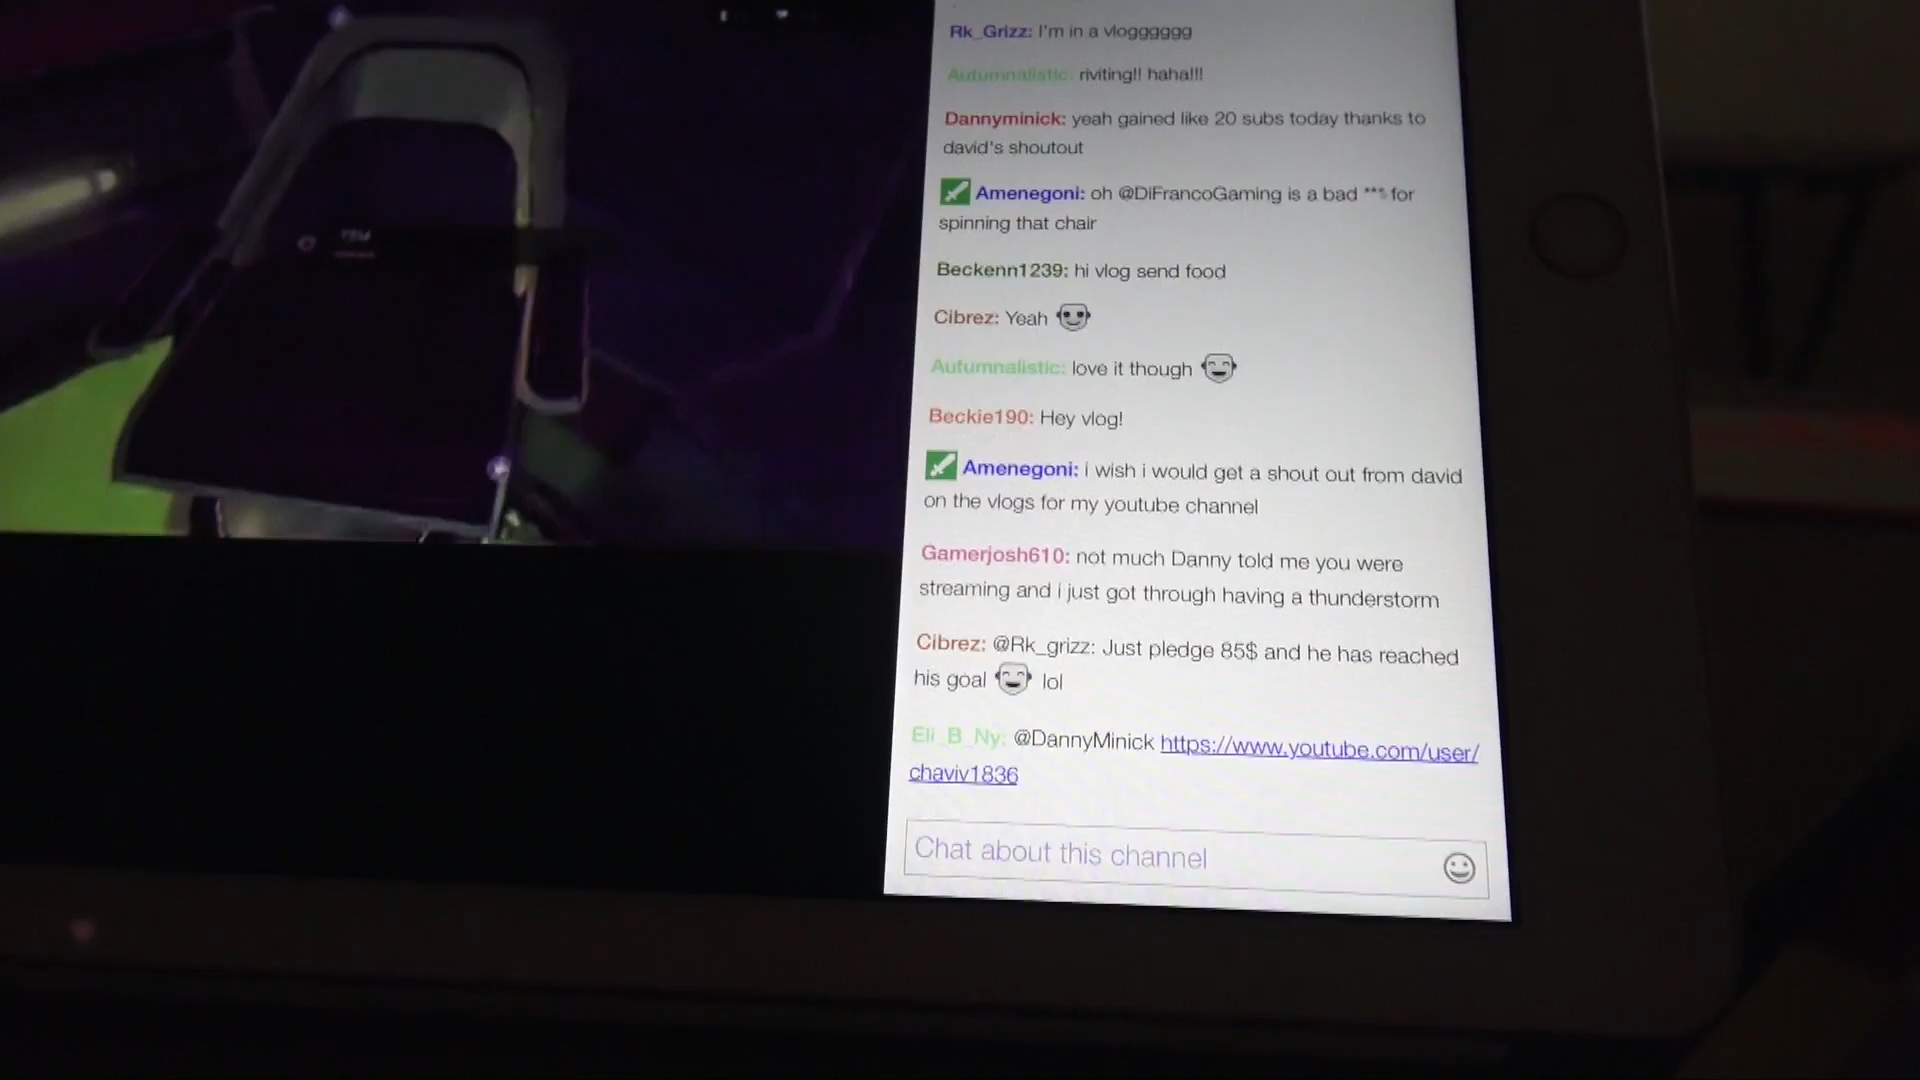 Rk_Grizz: I'm in a vlogggggg
Autumnalistic: riviting!! haha!!!
Dannyminick: yeah gained like 20 subs today thanks to
david's shoutout
Amenegoni: oh @DiFrancoGaming is a bad *** for
spinning that chair
Beckenn1239: hi vlog send food
Cibrez: Yeah
Autumnalistic: love it though
Beckie190: Hey vlog!
Amenegoni: i wish i would get a shout out from david
on the vlogs for my youtube channel
Gamerjosh610: not much Danny told me you were
streaming and i just got through having a thunderstorm
Cibrez: @Rk_grizz: Just pledge 85$ and he has reached
his goal lol
Eli_B_Ny: @DannyMinick https://www.youtube.com/user/
chaviv1836
Chat about this channel